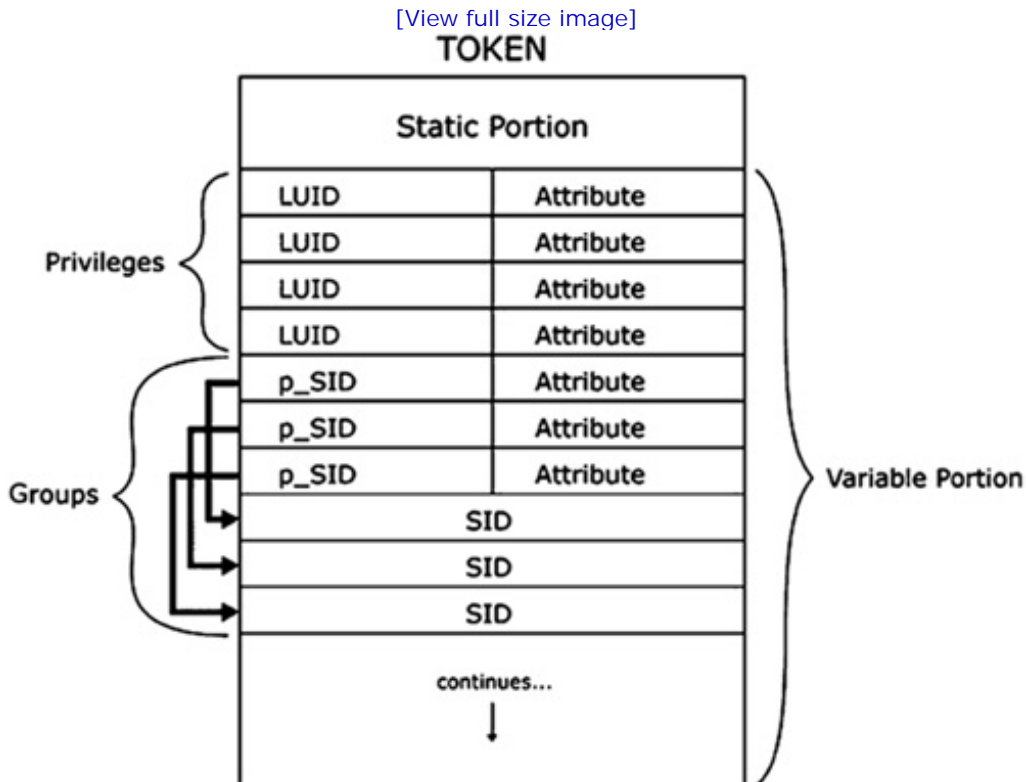 [View full size image]
TOKEN
Static Portion
LUID Attribute
LUID Attribute
Privileges
LUID Attribute
LUID Attribute
p_SID Attribute
p_SID Attribute
p_SID Attribute
Groups
Variable Portion
SID
SID
SID
continues...